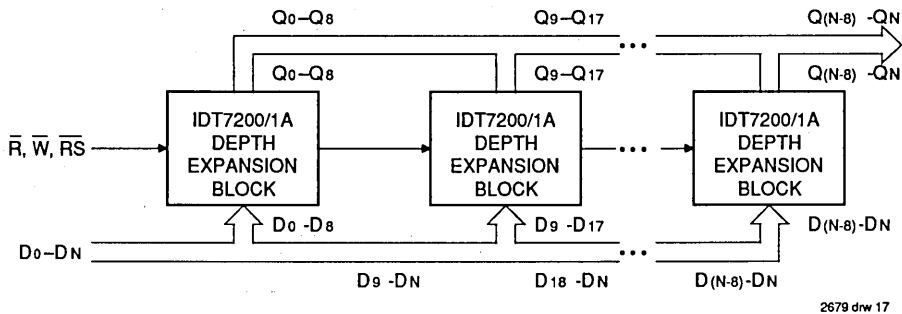 Q0–Q8 Q9–Q17 Q(N-8) -QN
•••
Q0–Q8 Q9–Q17 Q(N-8) -QN
IDT7200/1A DEPTH EXPANSION BLOCK
IDT7200/1A DEPTH EXPANSION BLOCK
IDT7200/1A DEPTH EXPANSION BLOCK
R̅, W̅, R̅S̅
•••
D0 -D8 D9 -D17 D(N-8)-DN
D0–DN
•••
D9 -DN D18 -DN D(N-8)-DN
2679 drw 17